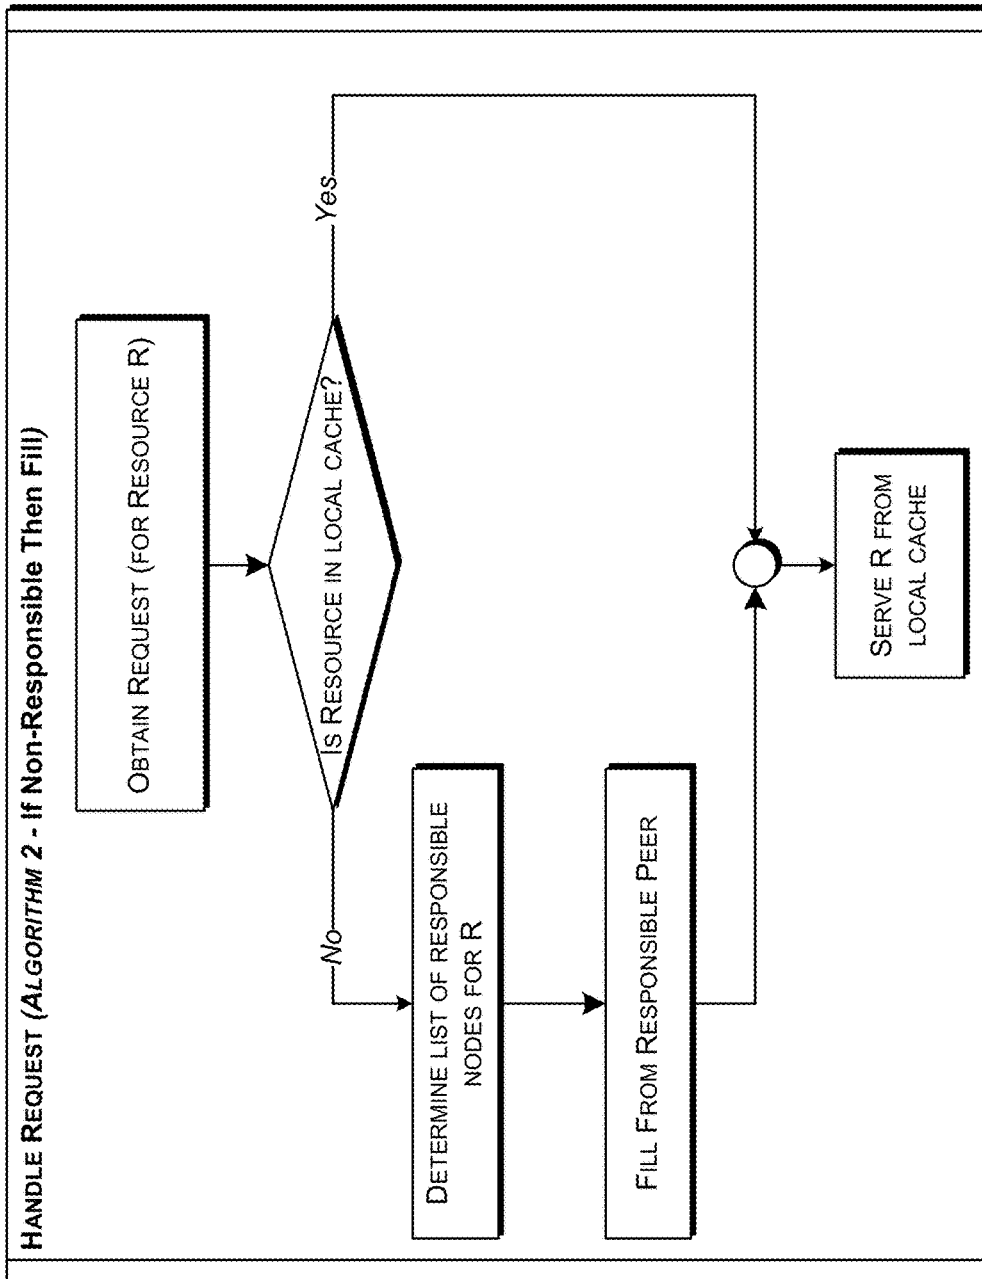 HANDLE REQUEST (ALGORITHM 2 - If Non-Responsible Then Fill)
OBTAIN REQUEST (FOR RESOURCE R)
IS RESOURCE IN LOCAL CACHE?
No
Yes
DETERMINE LIST OF RESPONSIBLE
NODES FOR R
FILL FROM RESPONSIBLE PEER
SERVE R FROM
LOCAL CACHE